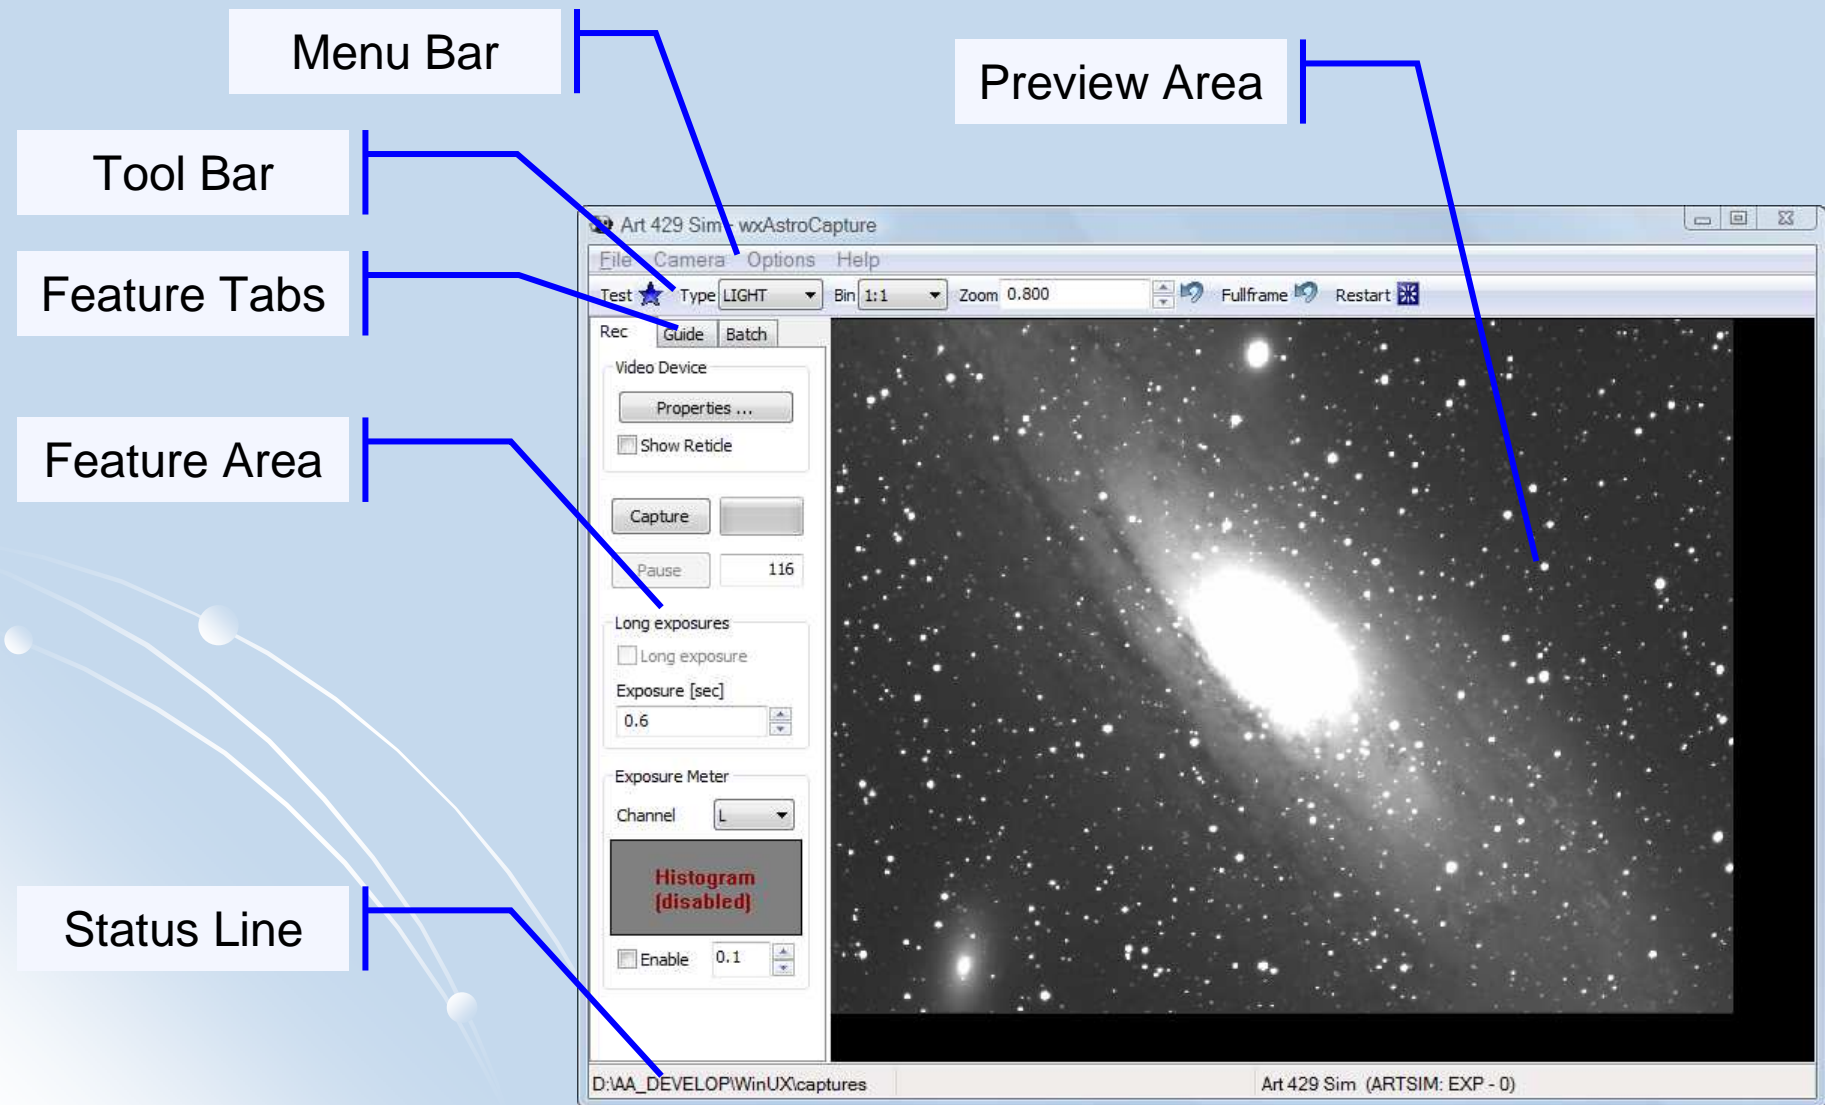 Menu Bar
Preview Area
Tool Bar
Feature Tabs
Feature Area
Status Line
Art 429 Sim - wxAstroCapture
File Camera Options Help
Test Type LIGHT Bin 1:1 Zoom 0.800 Fullframe Restart
Rec Guide Batch
Video Device
Properties ...
Show Reticle
Capture
Pause 116
Long exposures
Long exposure
Exposure [sec]
0.6
Exposure Meter
Channel L
Histogram
(disabled)
Enable 0.1
D:\AA_DEVELOP\WinUX\captures Art 429 Sim (ARTSIM: EXP - 0)